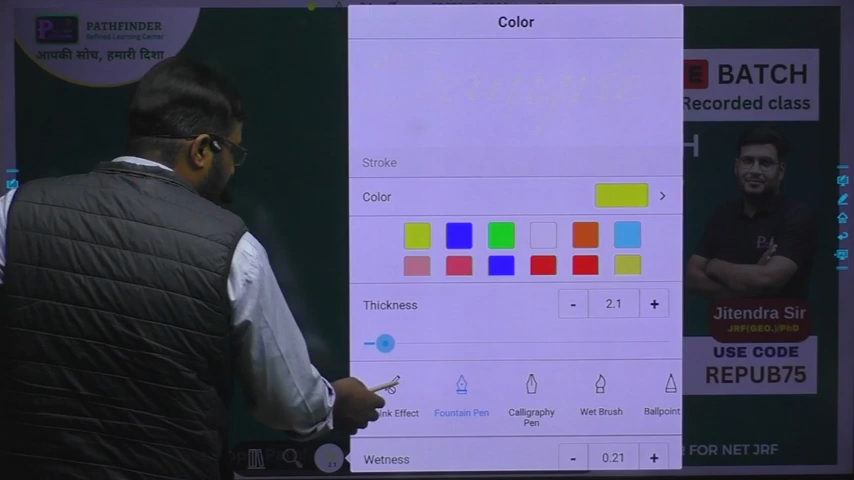 PATHFINDER
Refined Learning Center
आपकी सोच, हमारी दिशा
Color
Stroke
Color
Thickness
- 2.1 +
Ink Effect
Fountain Pen
Calligraphy
Pen
Wet Brush
Ballpoint
Wetness
- 0.21 +
2.1
E BATCH
Recorded class
H
Jitendra Sir
JRF(GEO.)|PhD
USE CODE
REPUB75
FOR NET JRF